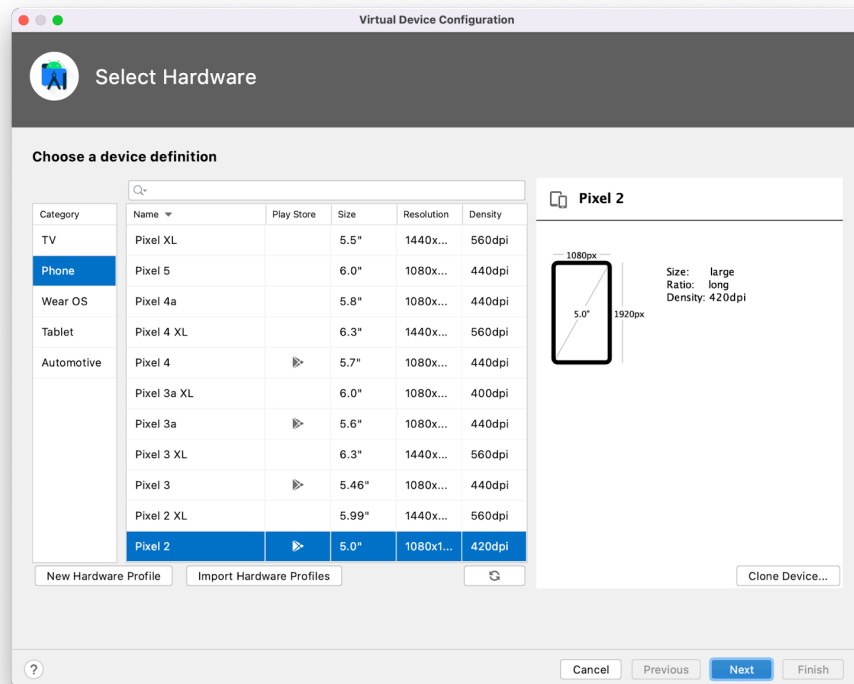 Virtual Device Configuration
Select Hardware
Choose a device definition
Category
TV
Phone
Wear OS
Tablet
Automotive
Name Play Store Size Resolution Density
Pixel XL 5.5" 1440x... 560dpi
Pixel 5 6.0" 1080x... 440dpi
Pixel 4a 5.8" 1080x... 440dpi
Pixel 4 XL 6.3" 1440x... 560dpi
Pixel 4 5.7" 1080x... 440dpi
Pixel 3a XL 6.0" 1080x... 400dpi
Pixel 3a 5.6" 1080x... 440dpi
Pixel 3 XL 6.3" 1440x... 560dpi
Pixel 3 5.46" 1080x... 440dpi
Pixel 2 XL 5.99" 1440x... 560dpi
Pixel 2 5.0" 1080x1... 420dpi
Pixel 2
1080px
5.0"
1920px
Size: large
Ratio: long
Density: 420dpi
New Hardware Profile Import Hardware Profiles
Clone Device...
? Cancel Previous Next Finish